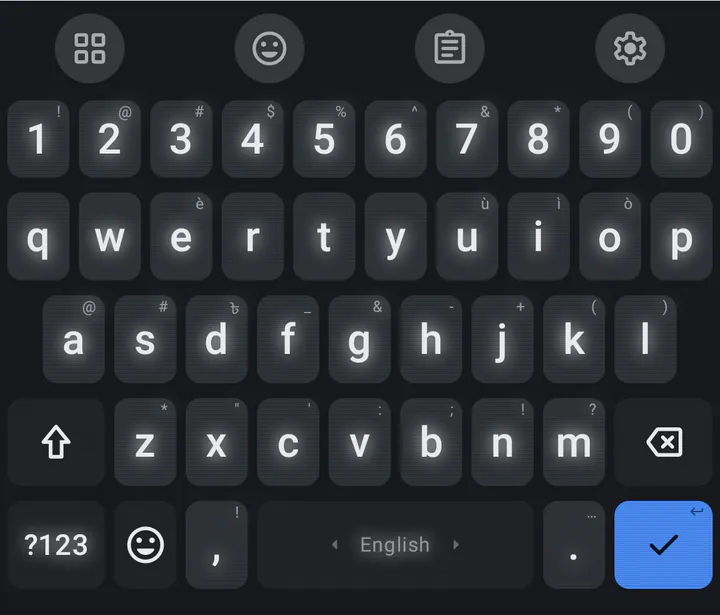 ! @ # $ % ^ & * ( )
1 2 3 4 5 6 7 8 9 0
è ù ì ò
q w e r t y u i o p
@ # _ & - + ( )
a s d f g h j k l
* " ' : ; ! ?
z x c v b n m
! …
?123 , English .